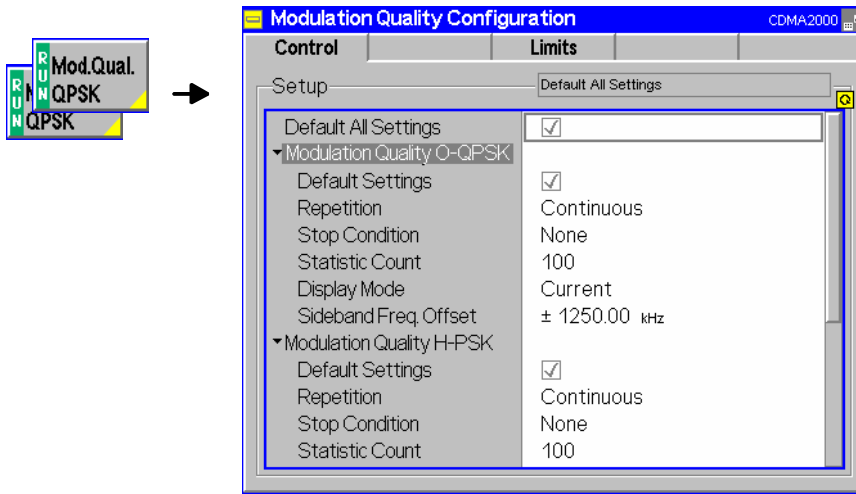 Modulation Quality Configuration CDMA2000
Control Limits
RUN Mod.Qual. QPSK
RUN QPSK
Setup Default All Settings
Default All Settings
Modulation Quality O-QPSK
Default Settings
Repetition Continuous
Stop Condition None
Statistic Count 100
Display Mode Current
Sideband Freq. Offset ± 1250.00 kHz
Modulation Quality H-PSK
Default Settings
Repetition Continuous
Stop Condition None
Statistic Count 100